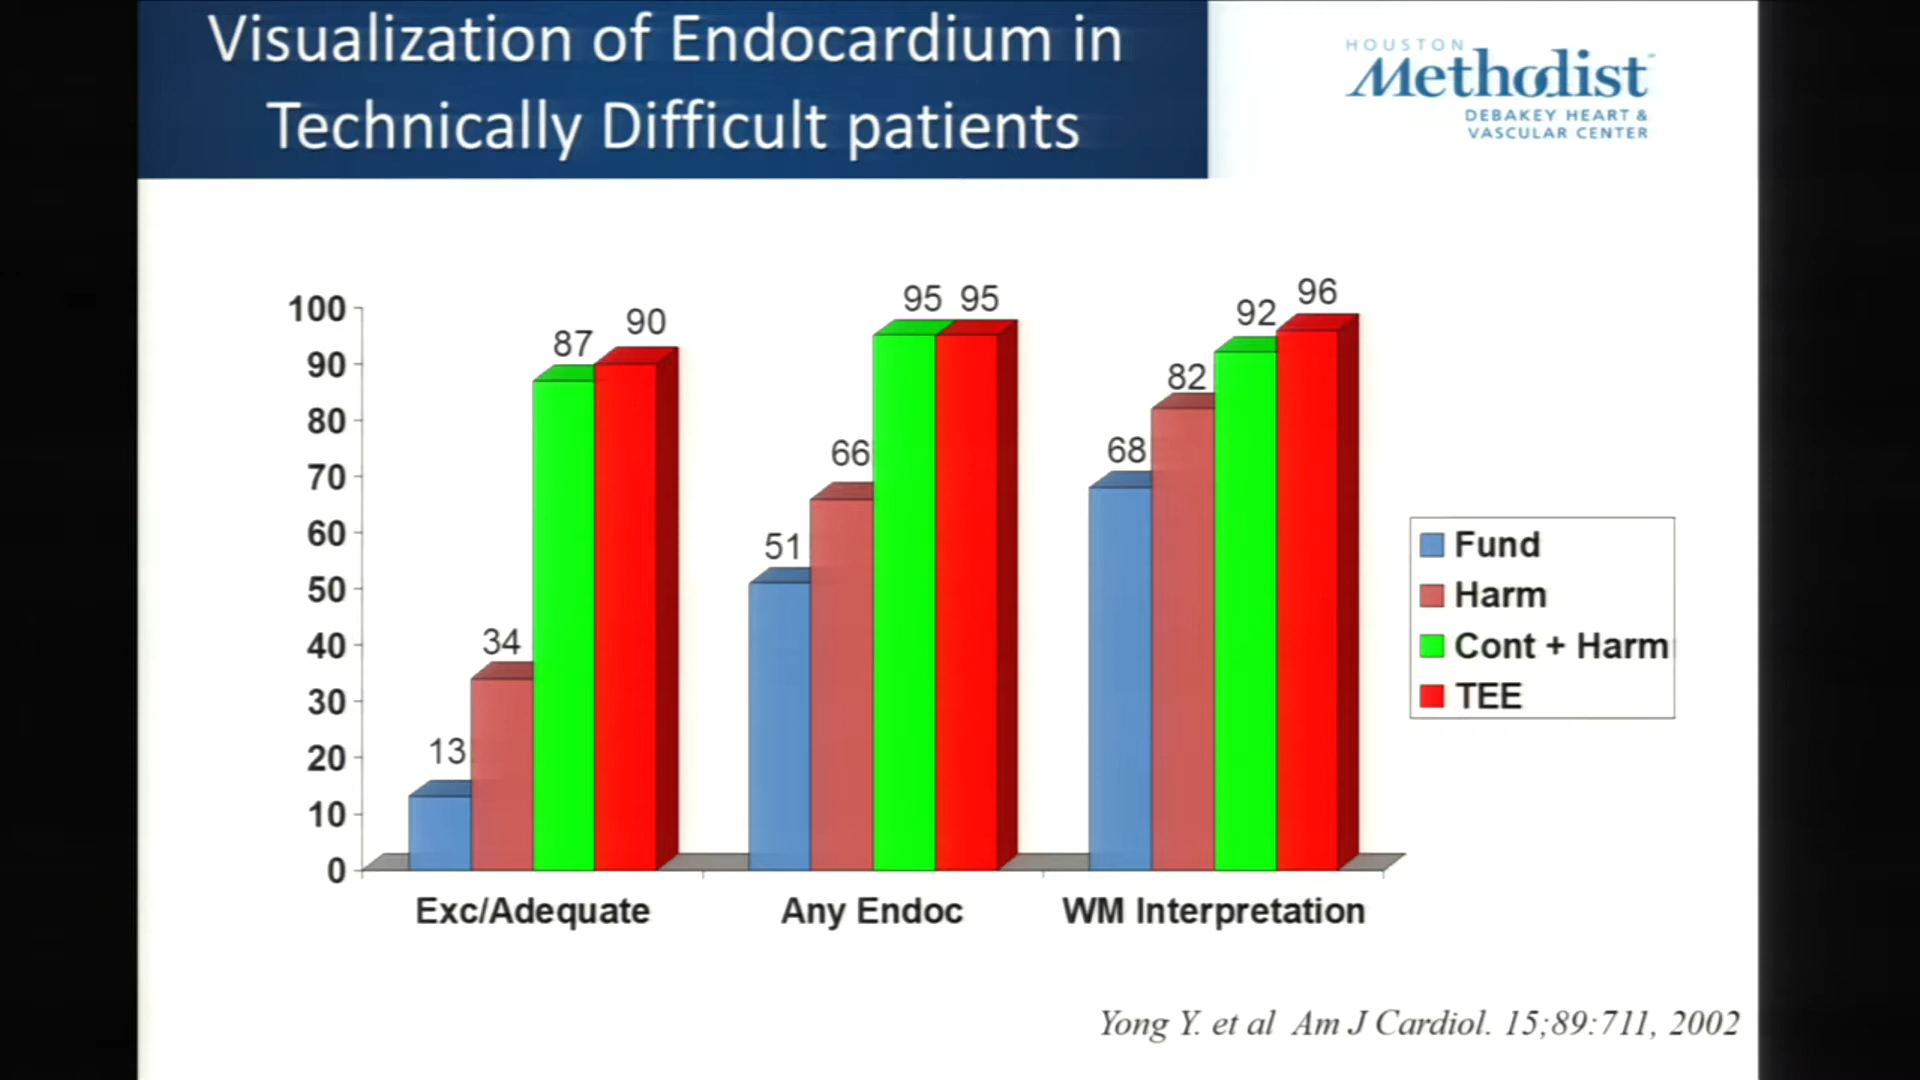 Visualization of Endocardium in
Technically Difficult patients
HOUSTON
Methodist
DEBAKEY HEART &
VASCULAR CENTER
100
90
80
70
60
50
40
30
20
10
0
13
34
87
90
51
66
95
95
68
82
92
96
Exc/Adequate
Any Endoc
WM Interpretation
Fund
Harm
Cont + Harm
TEE
Yong Y. et al Am J Cardiol. 15;89:711, 2002